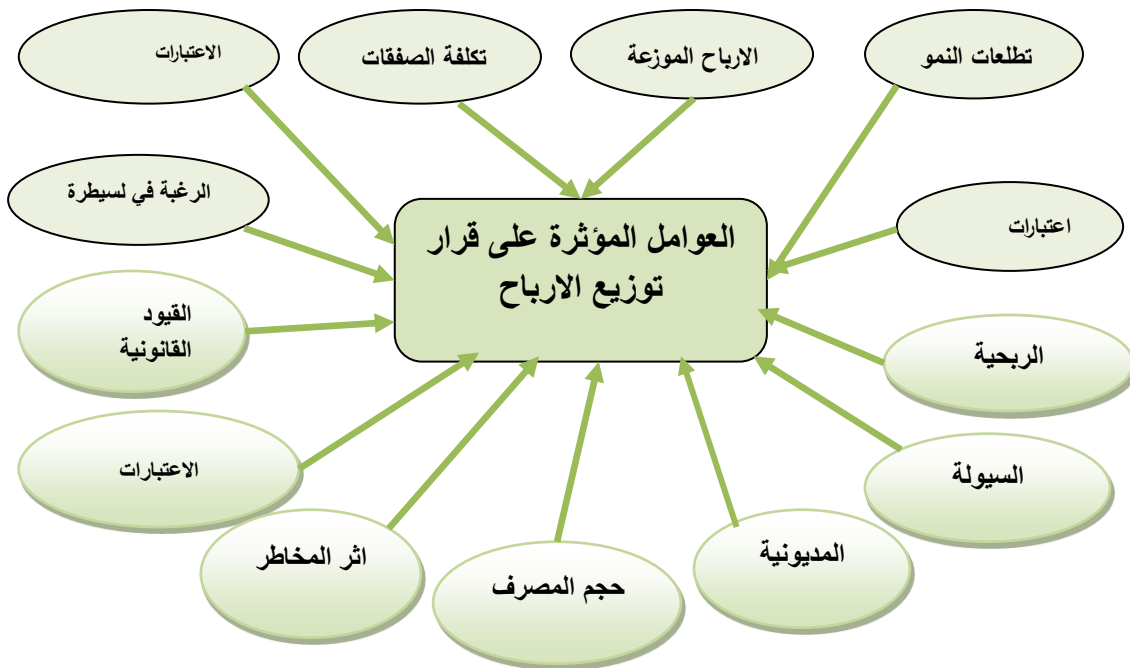 تطلعات النمو
الارباح الموزعة
تكلفة الصفقات
الاعتبارات
الرغبة في لسيطرة
اعتبارات
العوامل المؤثرة على قرار
توزيع الارباح
القيود
القانونية
الربحية
الاعتبارات
السيولة
اثر المخاطر
حجم المصرف
المديونية